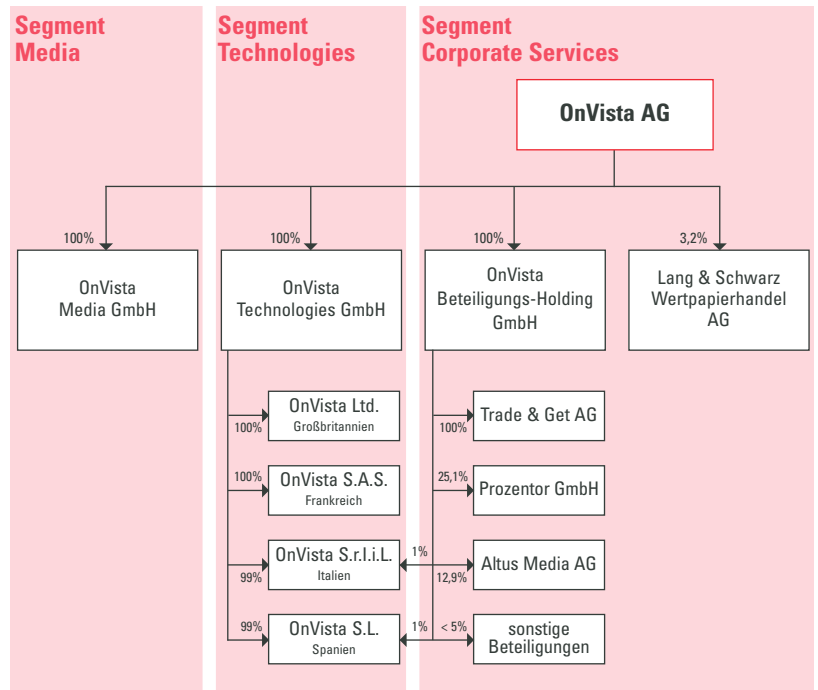 Segment
Media
Segment
Technologies
Segment
Corporate Services
OnVista AG
100%
100%
100%
3,2%
OnVista
Media GmbH
OnVista
Technologies GmbH
OnVista
Beteiligungs-Holding
GmbH
Lang & Schwarz
Wertpapierhandel
AG
100%
OnVista Ltd.
Großbritannien
100%
Trade & Get AG
100%
OnVista S.A.S.
Frankreich
25,1%
Prozentor GmbH
99%
OnVista S.r.l.i.L.
Italien
1%
12,9%
Altus Media AG
99%
OnVista S.L.
Spanien
1%
< 5%
sonstige
Beteiligungen